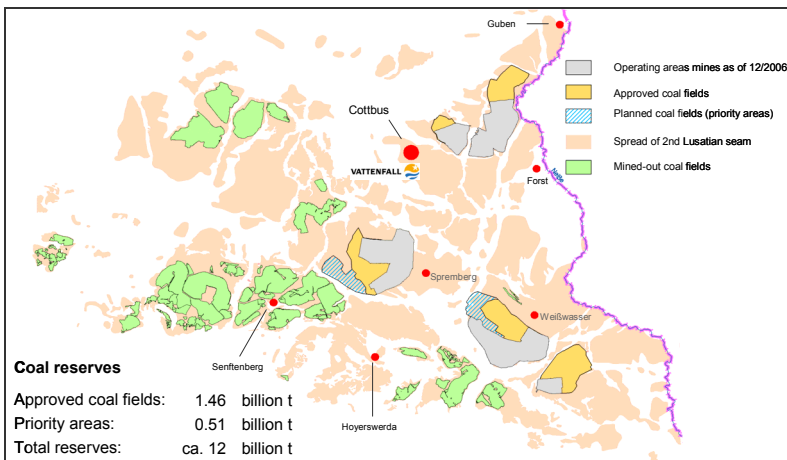 Guben
Operating areas mines as of 12/2006
Approved coal fields
Planned coal fields (priority areas)
Spread of 2nd Lusatian seam
Mined-out coal fields
Cottbus
VATTENFALL
Forst
Neiße
Spremberg
Weißwasser
Senftenberg
Hoyerswerda
Coal reserves
Approved coal fields: 1.46 billion t
Priority areas: 0.51 billion t
Total reserves: ca. 12 billion t